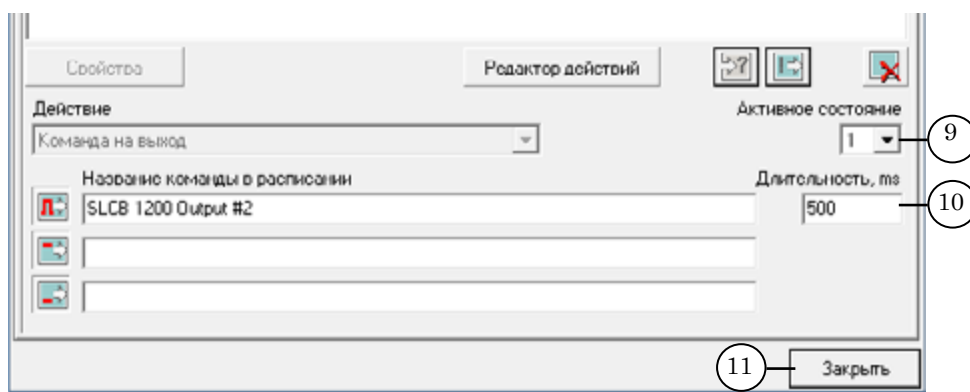 Свойства
Редактор действий
Действие
Активное состояние
Команда на выход
1
9
Название команды в расписании
Длительность, ms
SLCB 1200 Output #2
500
10
11
Закрыть